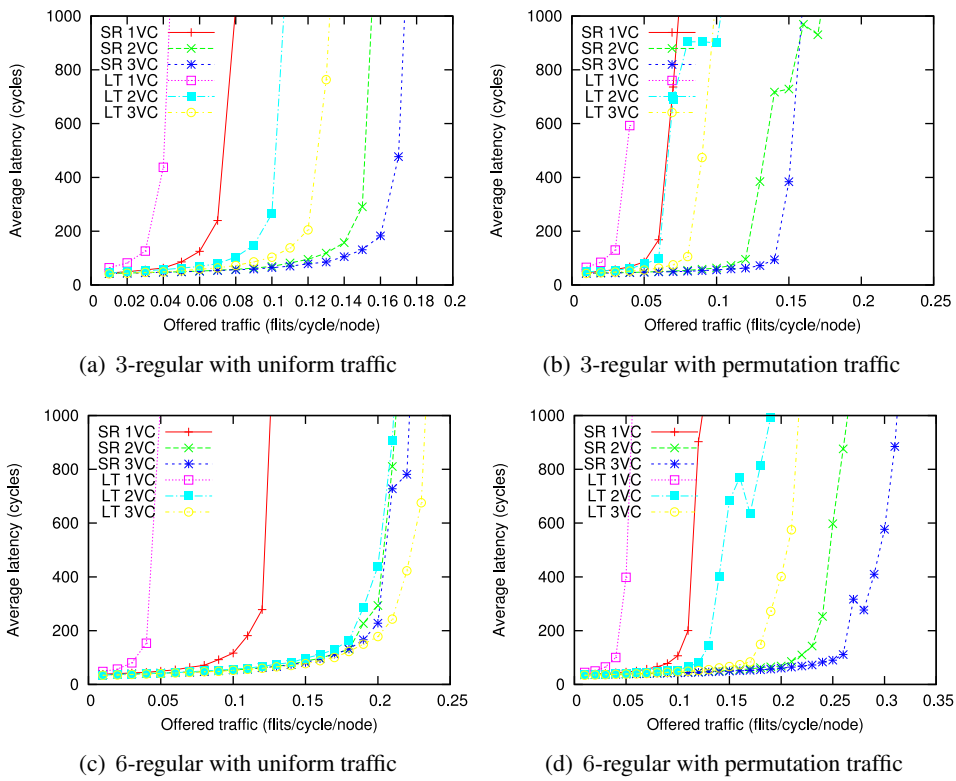 1000
800
600
400
200
0
Average latency (cycles)
SR 1VC
SR 2VC
SR 3VC
LT 1VC
LT 2VC
LT 3VC
0 0.02 0.04 0.06 0.08 0.1 0.12 0.14 0.16 0.18 0.2
Offered traffic (flits/cycle/node)
(a) 3-regular with uniform traffic
1000
800
600
400
200
0
Average latency (cycles)
SR 1VC
SR 2VC
SR 3VC
LT 1VC
LT 2VC
LT 3VC
0 0.05 0.1 0.15 0.2 0.25
Offered traffic (flits/cycle/node)
(b) 3-regular with permutation traffic
1000
800
600
400
200
0
Average latency (cycles)
SR 1VC
SR 2VC
SR 3VC
LT 1VC
LT 2VC
LT 3VC
0 0.05 0.1 0.15 0.2 0.25
Offered traffic (flits/cycle/node)
(c) 6-regular with uniform traffic
1000
800
600
400
200
0
Average latency (cycles)
SR 1VC
SR 2VC
SR 3VC
LT 1VC
LT 2VC
LT 3VC
0 0.05 0.1 0.15 0.2 0.25 0.3 0.35
Offered traffic (flits/cycle/node)
(d) 6-regular with permutation traffic